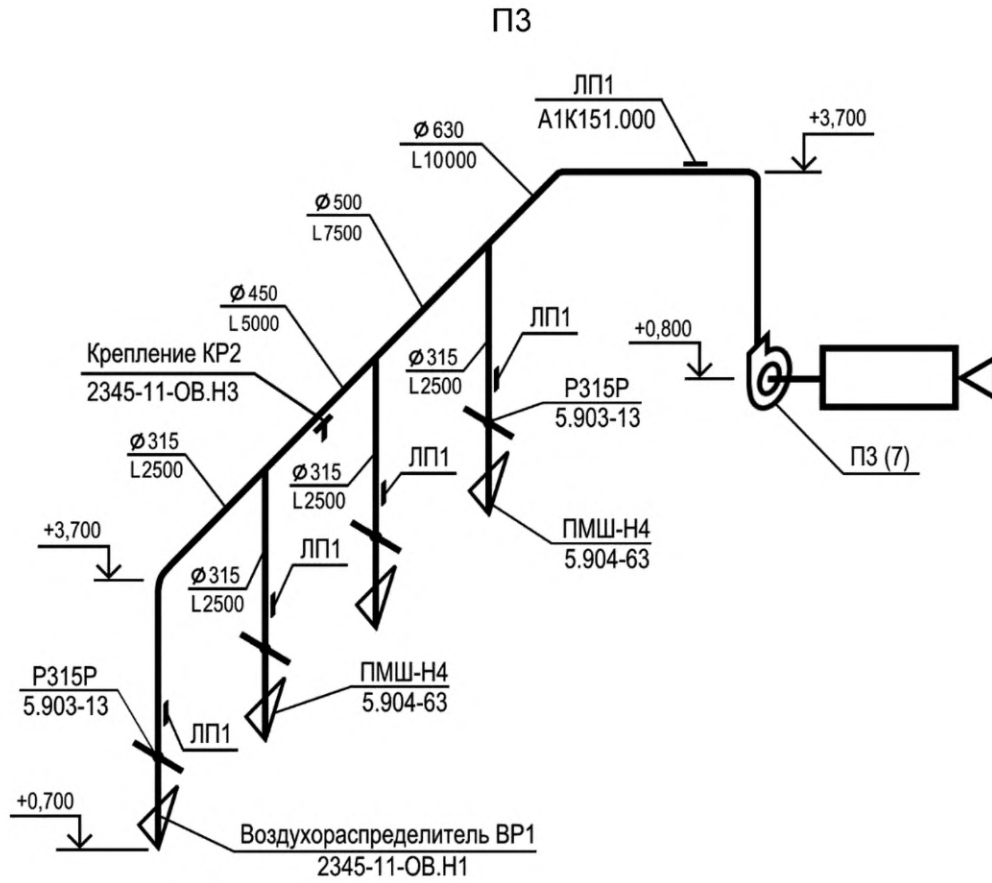 П3
ЛП1
А1К151.000
+3,700
Ø 630
L10000
Ø 500
L7500
Ø 450
L5000
ЛП1
+0,800
Крепление КР2
2345-11-ОВ.Н3
Ø 315
L2500
Р315Р
5.903-13
Ø 315
L2500
Ø 315
L2500
ЛП1
П3 (7)
+3,700
ПМШ-Н4
5.904-63
ЛП1
Ø 315
L2500
Р315Р
5.903-13
ПМШ-Н4
5.904-63
ЛП1
+0,700
Воздухораспределитель ВР1
2345-11-ОВ.Н1